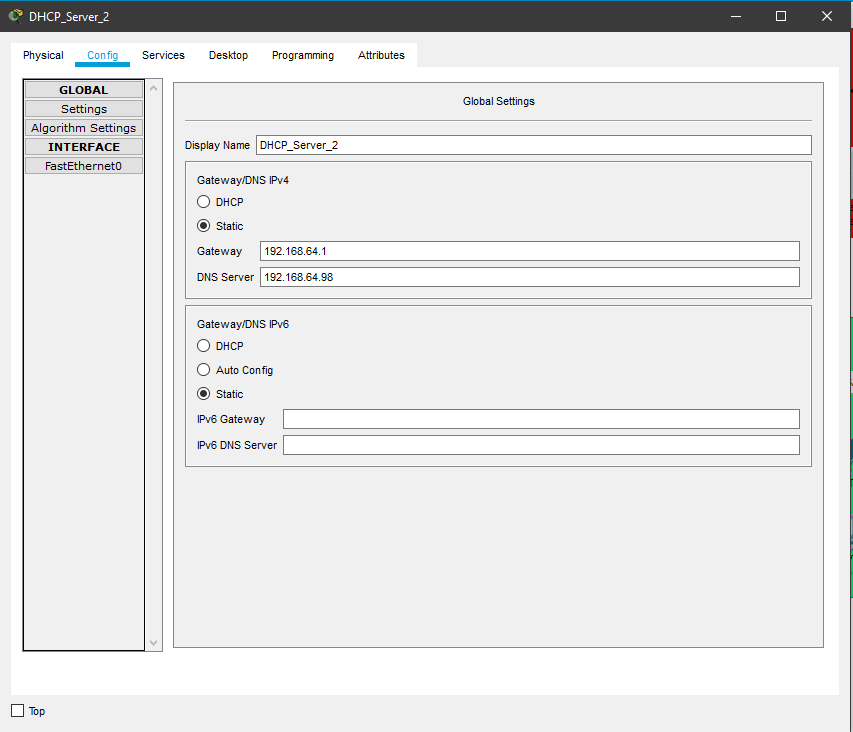 DHCP_Server_2
Physical Config Services Desktop Programming Attributes
GLOBAL
Settings
Algorithm Settings
INTERFACE
FastEthernet0
Global Settings
Display Name DHCP_Server_2
Gateway/DNS IPv4
DHCP
Static
Gateway 192.168.64.1
DNS Server 192.168.64.98
Gateway/DNS IPv6
DHCP
Auto Config
Static
IPv6 Gateway
IPv6 DNS Server
Top